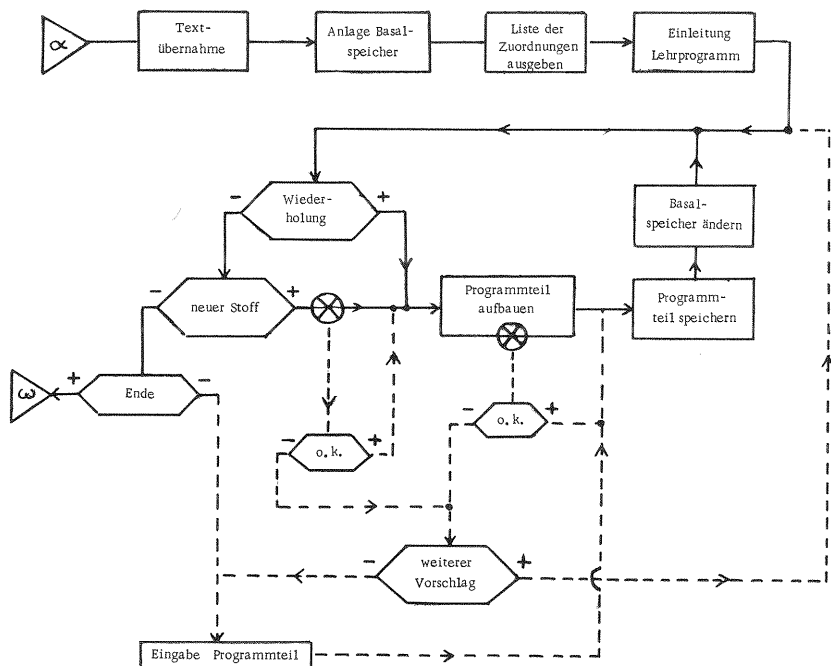 α
Text-
übernahme
Anlage Basal-
speicher
Liste der
Zuordnungen
ausgeben
Einleitung
Lehrprogramm
-
Wieder-
holung
+
Basal-
speicher ändern
-
neuer Stoff
+
Programmteil
aufbauen
Programm-
teil speichern
ω
+
Ende
-
-
o.k.
+
-
o.k.
+
-
weiterer
Vorschlag
+
Eingabe Programmteil